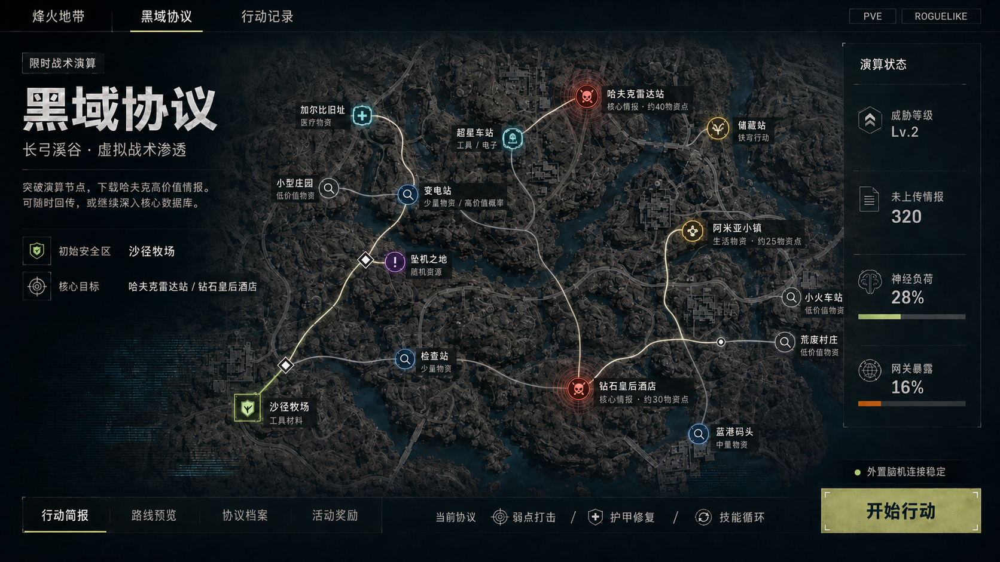 烽火地带
黑域协议
行动记录
PVE
ROGUELIKE
限时战术演算
黑域协议
长弓溪谷 · 虚拟战术渗透
突破演算节点，下载哈夫克高价值情报。
可随时回传，或继续深入核心数据库。
初始安全区 沙径牧场
核心目标 哈夫克雷达站 / 钻石皇后酒店
加尔比旧址
医疗物资
超星车站
工具 / 电子
哈夫克雷达站
核心情报 · 约40物资点
储藏站
铁穹行动
小型庄园
低价值物资
变电站
少量物资 / 高价值概率
阿米亚小镇
生活物资 · 约25物资点
坠机之地
随机资源
小火车站
低价值物资
荒废村庄
低价值物资
检查站
少量物资
钻石皇后酒店
核心情报 · 约30物资点
沙径牧场
工具材料
蓝港码头
中量物资
演算状态
威胁等级
Lv.2
未上传情报
320
神经负荷
28%
网关暴露
16%
外置脑机连接稳定
行动简报
路线预览
协议档案
活动奖励
当前协议 弱点打击 / 护甲修复 / 技能循环
开始行动